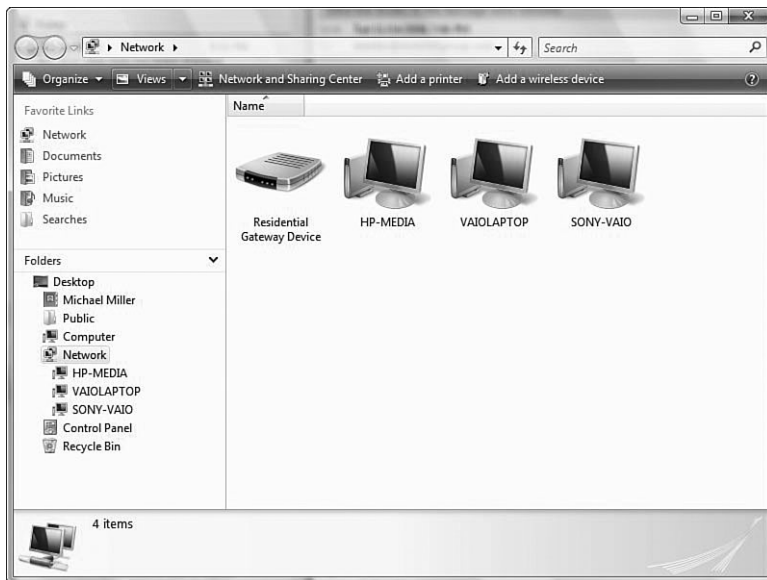 Network
Search
Organize Views Network and Sharing Center Add a printer Add a wireless device
Favorite Links
Network
Documents
Pictures
Music
Searches
Folders
Desktop
Michael Miller
Public
Computer
Network
HP-MEDIA
VAIOLAPTOP
SONY-VAIO
Control Panel
Recycle Bin
Name
Residential
Gateway Device
HP-MEDIA
VAIOLAPTOP
SONY-VAIO
4 items